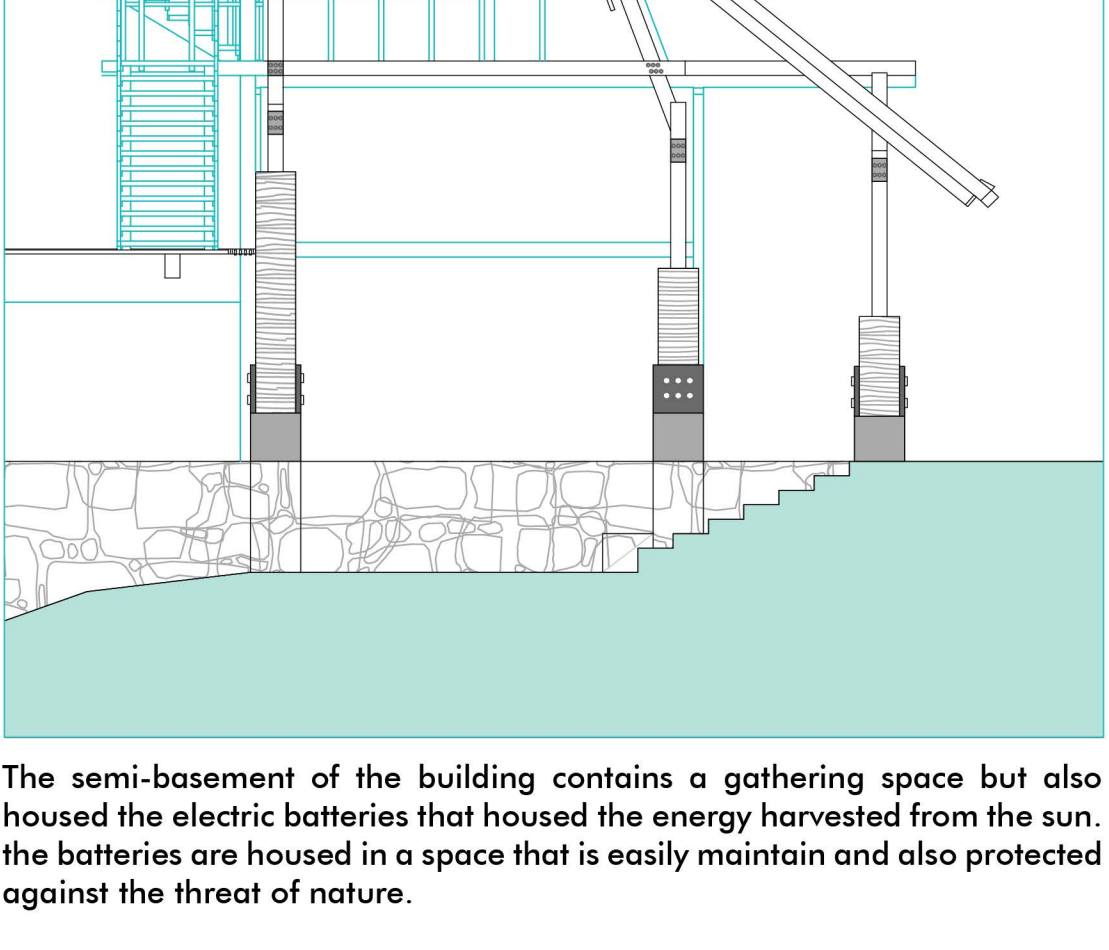 The semi-basement of the building contains a gathering space but also
housed the electric batteries that housed the energy harvested from the sun.
the batteries are housed in a space that is easily maintain and also protected
against the threat of nature.